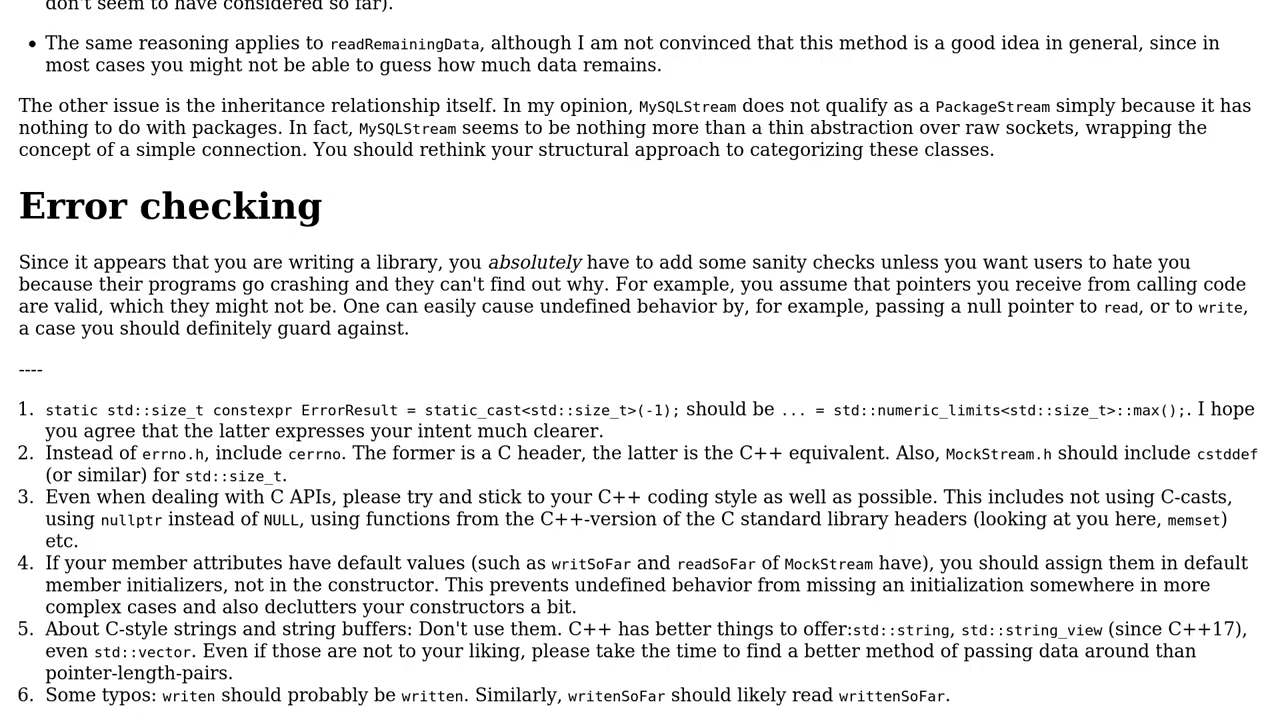 don't seem to have considered so far).
• The same reasoning applies to readRemainingData, although I am not convinced that this method is a good idea in general, since in
most cases you might not be able to guess how much data remains.
The other issue is the inheritance relationship itself. In my opinion, MySQLStream does not qualify as a PackageStream simply because it has
nothing to do with packages. In fact, MySQLStream seems to be nothing more than a thin abstraction over raw sockets, wrapping the
concept of a simple connection. You should rethink your structural approach to categorizing these classes.
Error checking
Since it appears that you are writing a library, you absolutely have to add some sanity checks unless you want users to hate you
because their programs go crashing and they can't find out why. For example, you assume that pointers you receive from calling code
are valid, which they might not be. One can easily cause undefined behavior by, for example, passing a null pointer to read, or to write,
a case you should definitely guard against.
----
1. static std::size_t constexpr ErrorResult = static_cast<std::size_t>(-1); should be ... = std::numeric_limits<std::size_t>::max();. I hope
you agree that the latter expresses your intent much clearer.
2. Instead of errno.h, include cerrno. The former is a C header, the latter is the C++ equivalent. Also, MockStream.h should include cstddef
(or similar) for std::size_t.
3. Even when dealing with C APIs, please try and stick to your C++ coding style as well as possible. This includes not using C-casts,
using nullptr instead of NULL, using functions from the C++-version of the C standard library headers (looking at you here, memset)
etc.
4. If your member attributes have default values (such as writSoFar and readSoFar of MockStream have), you should assign them in default
member initializers, not in the constructor. This prevents undefined behavior from missing an initialization somewhere in more
complex cases and also declutters your constructors a bit.
5. About C-style strings and string buffers: Don't use them. C++ has better things to offer:std::string, std::string_view (since C++17),
even std::vector. Even if those are not to your liking, please take the time to find a better method of passing data around than
pointer-length-pairs.
6. Some typos: writen should probably be written. Similarly, writenSoFar should likely read writtenSoFar.